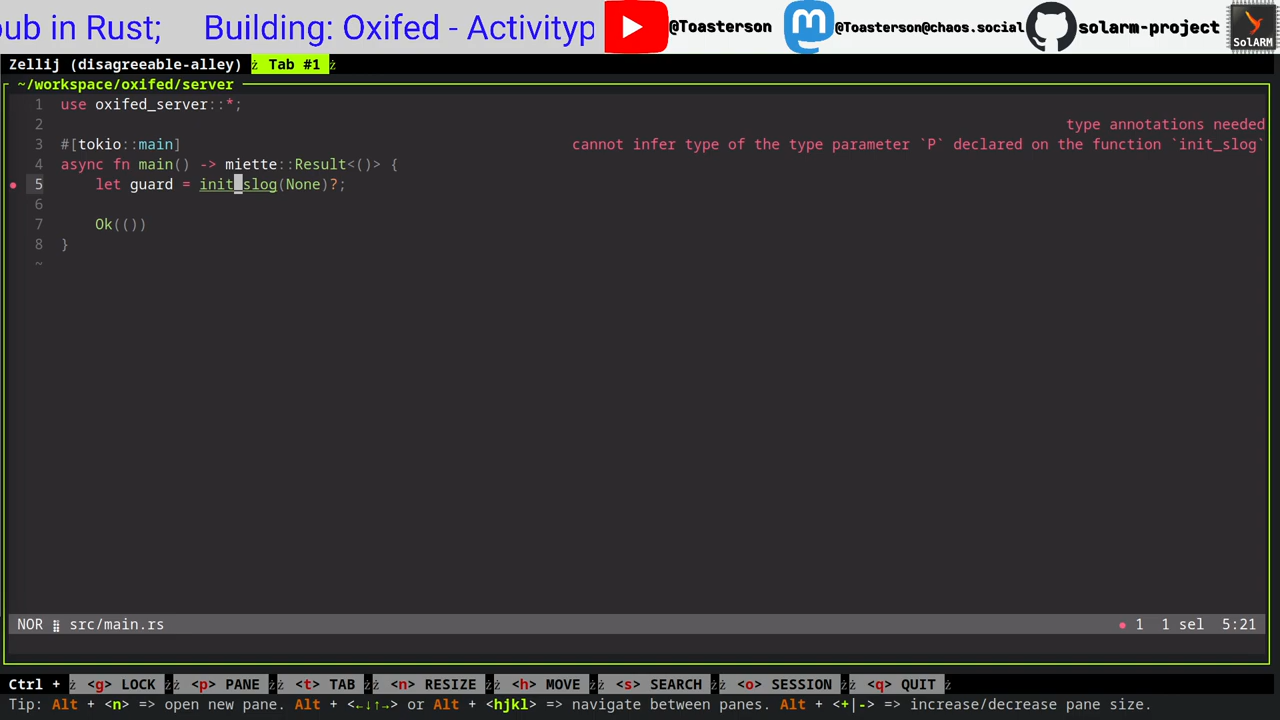 ub in Rust; Building: Oxifed - Activityp @Toasterson @Toasterson@chaos.social solarm-project SolARM
Zellij (disagreeable-alley) Tab #1
~/workspace/oxifed/server
1 use oxifed_server::*;
2 type annotations needed
3 #[tokio::main] cannot infer type of the type parameter `P` declared on the function `init_slog`
4 async fn main() -> miette::Result<()> {
5 let guard = init_slog(None)?;
6
7 Ok(())
8 }
~
NOR src/main.rs 1 1 sel 5:21
Ctrl + <g> LOCK <p> PANE <t> TAB <n> RESIZE <h> MOVE <s> SEARCH <o> SESSION <q> QUIT
Tip: Alt + <n> => open new pane. Alt + <←↓↑→> or Alt + <hjkl> => navigate between panes. Alt + <+|-> => increase/decrease pane size.